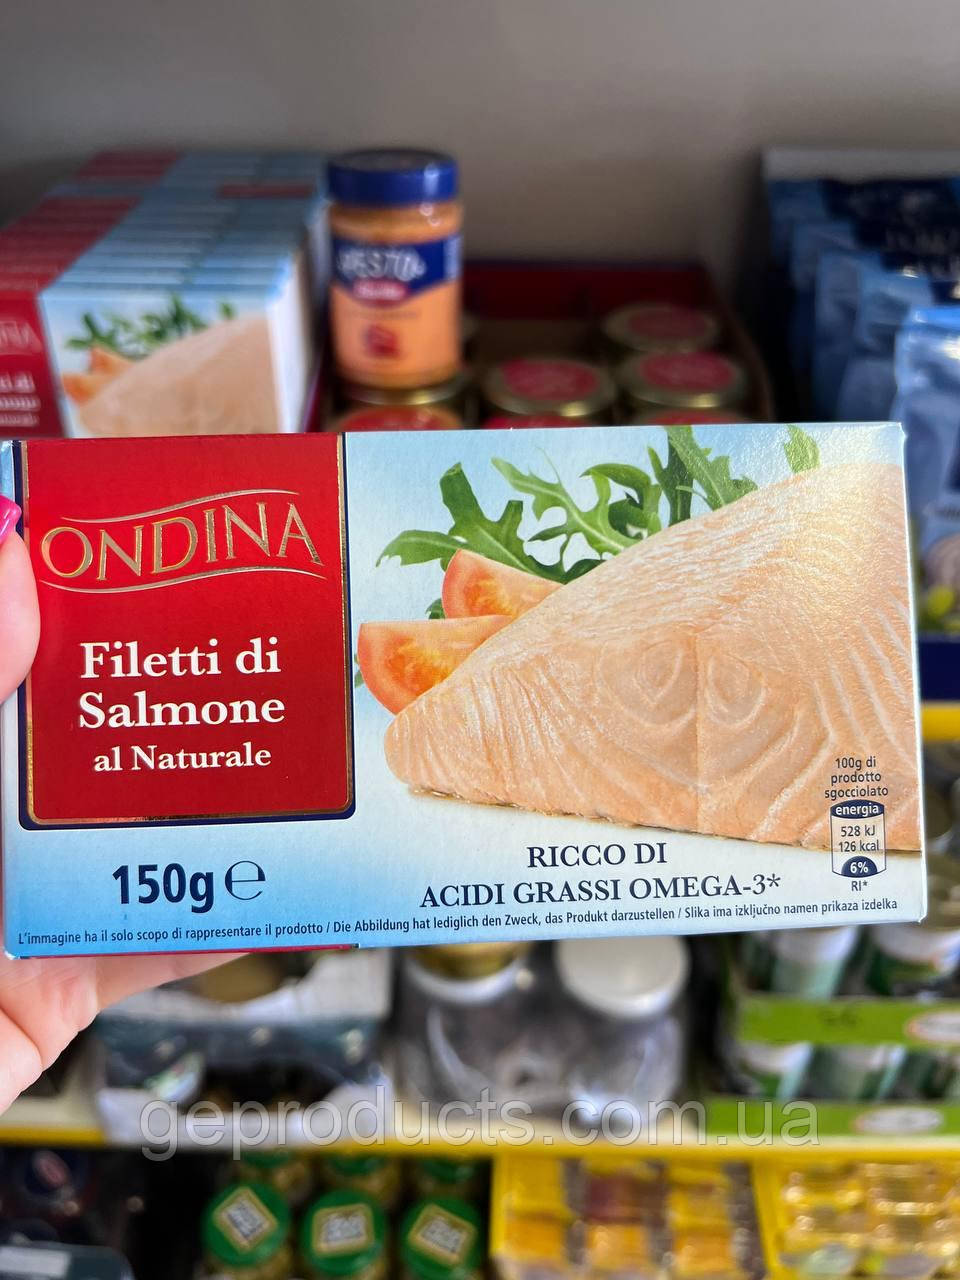 PESTO
ONDINA
Filetti di
Salmone
al Naturale
150g ℮
RICCO DI
ACIDI GRASSI OMEGA-3*
100g di
prodotto
sgocciolato
energia
528 kJ
126 kcal
6%
RI*
L'immagine ha il solo scopo di rappresentare il prodotto / Die Abbildung hat lediglich den Zweck, das Produkt darzustellen / Slika ima izključno namen prikaza izdelka
geproducts.com.ua